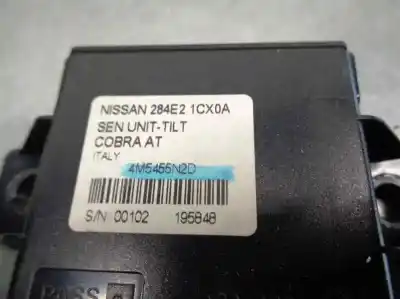 NISSAN 284E2 1CX0A
SEN UNIT-TILT
COBRA AT
ITALY
4M5455N2D
S/N 00102 195848